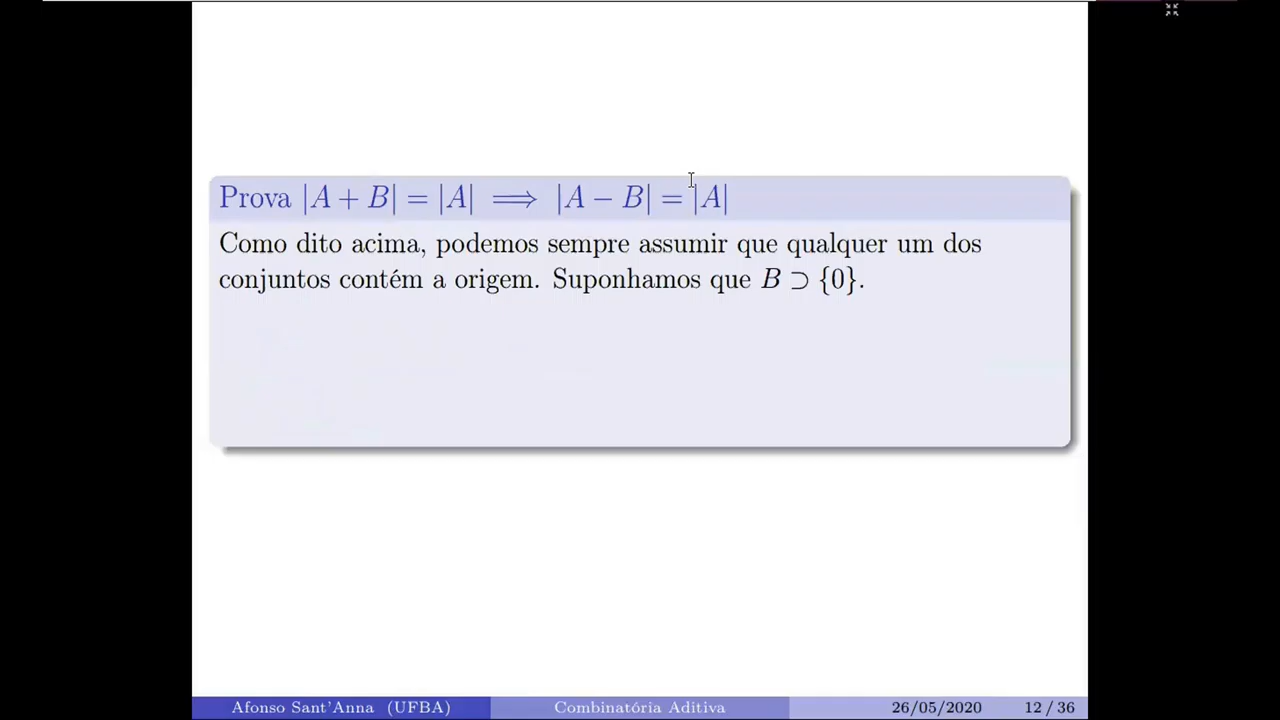 Prova |A + B| = |A| ⟹ |A − B| = |A|
Como dito acima, podemos sempre assumir que qualquer um dos
conjuntos contém a origem. Suponhamos que B ⊃ {0}.
Afonso Sant'Anna (UFBA) Combinatória Aditiva 26/05/2020 12 / 36